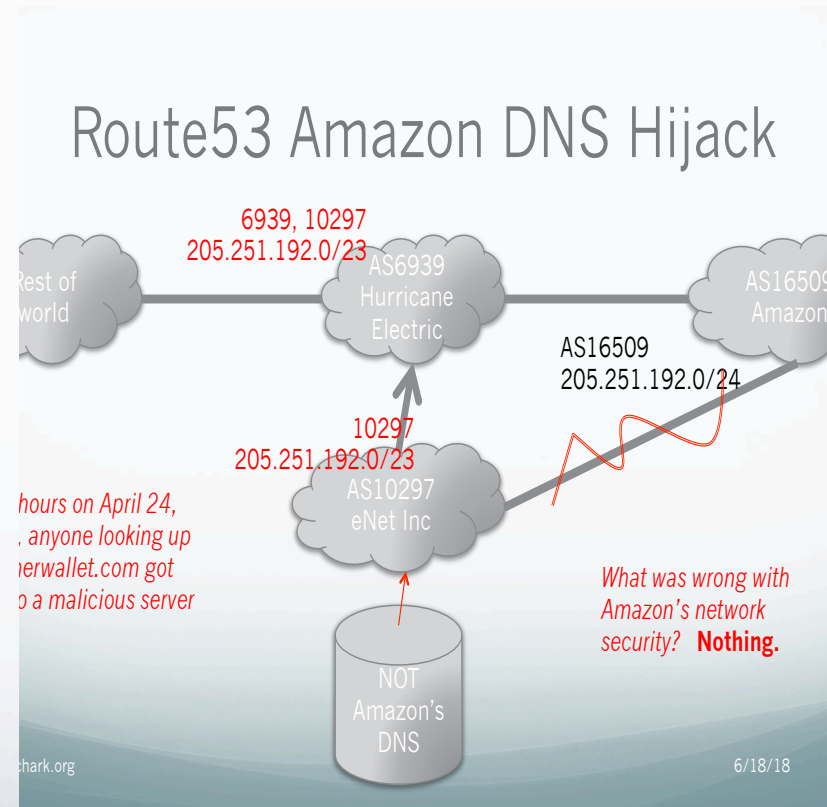 Route53 Amazon DNS Hijack
6939, 10297
205.251.192.0/23
Rest of
world
AS6939
Hurricane
Electric
AS16509
Amazon
AS16509
205.251.192.0/24
10297
205.251.192.0/23
AS10297
eNet Inc
hours on April 24,
, anyone looking up
herwallet.com got
o a malicious server
What was wrong with
Amazon's network
security? Nothing.
NOT
Amazon's
DNS
chark.org
6/18/18